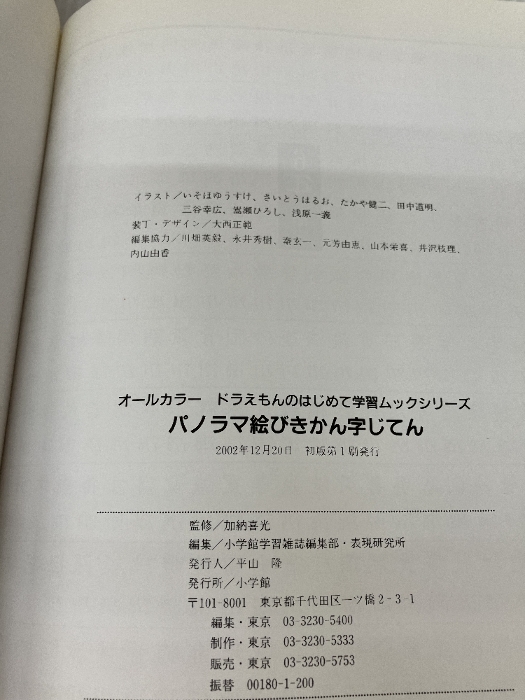 イラスト／いそほゆうすけ、さいとうはるお、たかや健二、田中道明、
三谷幸広、嵩瀬ひろし、浅原一義
装丁・デザイン／大西正範
編集協力／川畑英毅、水井秀樹、秦玄一、元芳由恵、山本栄喜、井沢枝理、
内山由香
オールカラー　ドラえもんのはじめて学習ムックシリーズ
パノラマ絵びきかん字じてん
2002年12月20日　初版第１刷発行
監修／加納喜光
編集／小学館学習雑誌編集部・表現研究所
発行人／平山　隆
発行所／小学館
〒101-8001　東京都千代田区一ツ橋2-3-1
編集・東京　03-3230-5400
制作・東京　03-3230-5333
販売・東京　03-3230-5753
振替　00180-1-200